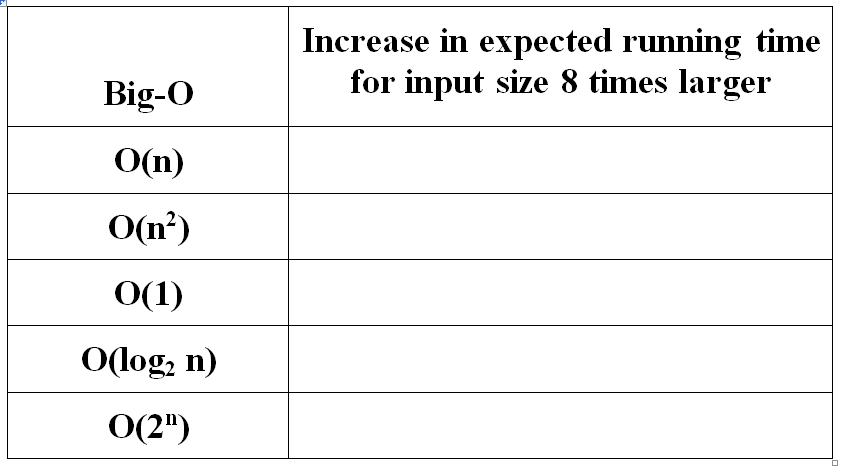 Big-O
Increase in expected running time
for input size 8 times larger
O(n)
O(n²)
O(1)
O(log₂ n)
O(2ⁿ)